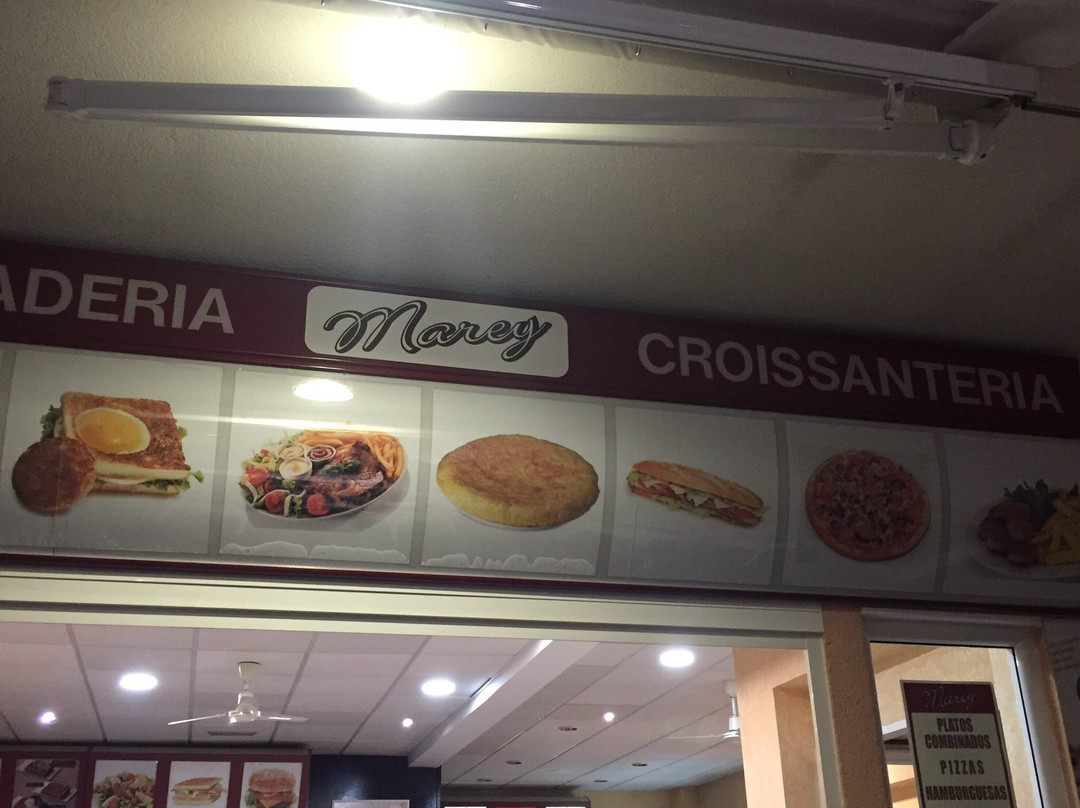 ADERIA
Marey
CROISSANTERIA
Marey
PLATOS
COMBINADOS
PIZZAS
HAMBURGUESAS